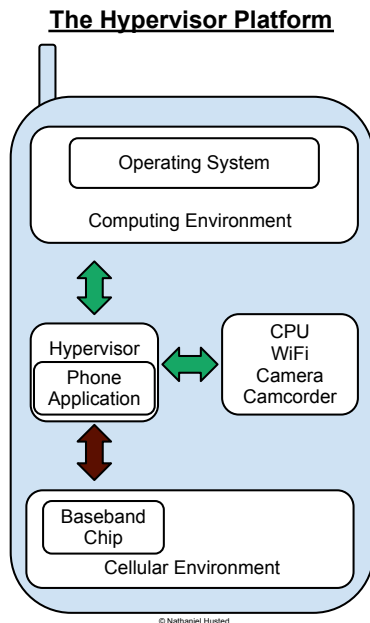 The Hypervisor Platform
Operating System
Computing Environment
Hypervisor
Phone
Application
CPU
WiFi
Camera
Camcorder
Baseband
Chip
Cellular Environment
© Nathaniel Husted